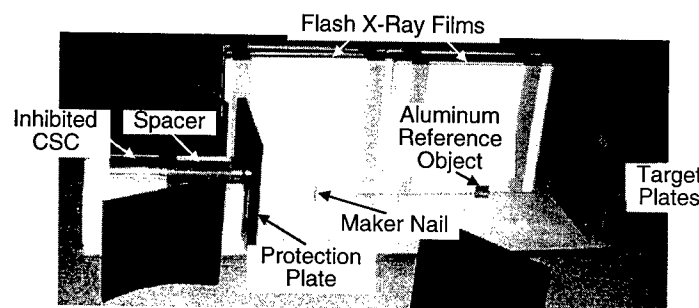 Flash X-Ray Films
Inhibited
CSC
Spacer
Aluminum
Reference
Object
Target
Plates
Maker Nail
Protection
Plate